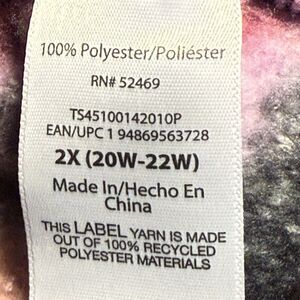 100% Polyester/Poliéster
RN# 52469
TS45100142010P
EAN/UPC 1 94869563728
2X (20W-22W)
Made In/Hecho En
China
THIS LABEL YARN IS MADE
OUT OF 100% RECYCLED
POLYESTER MATERIALS